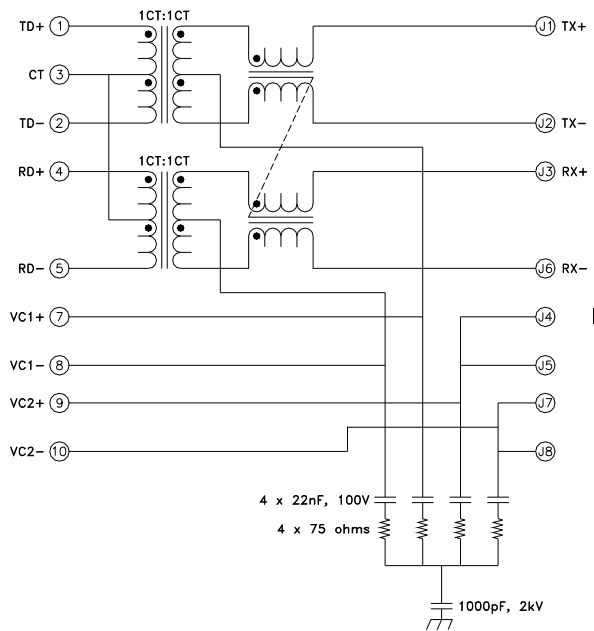 1CT:1CT
TD+ 1 J1 TX+
CT 3
TD- 2 J2 TX-
1CT:1CT
RD+ 4 J3 RX+
RD- 5 J6 RX-
VC1+ 7 J4
VC1- 8 J5
VC2+ 9 J7
VC2- 10 J8
4 x 22nF, 100V
4 x 75 ohms
1000pF, 2kV